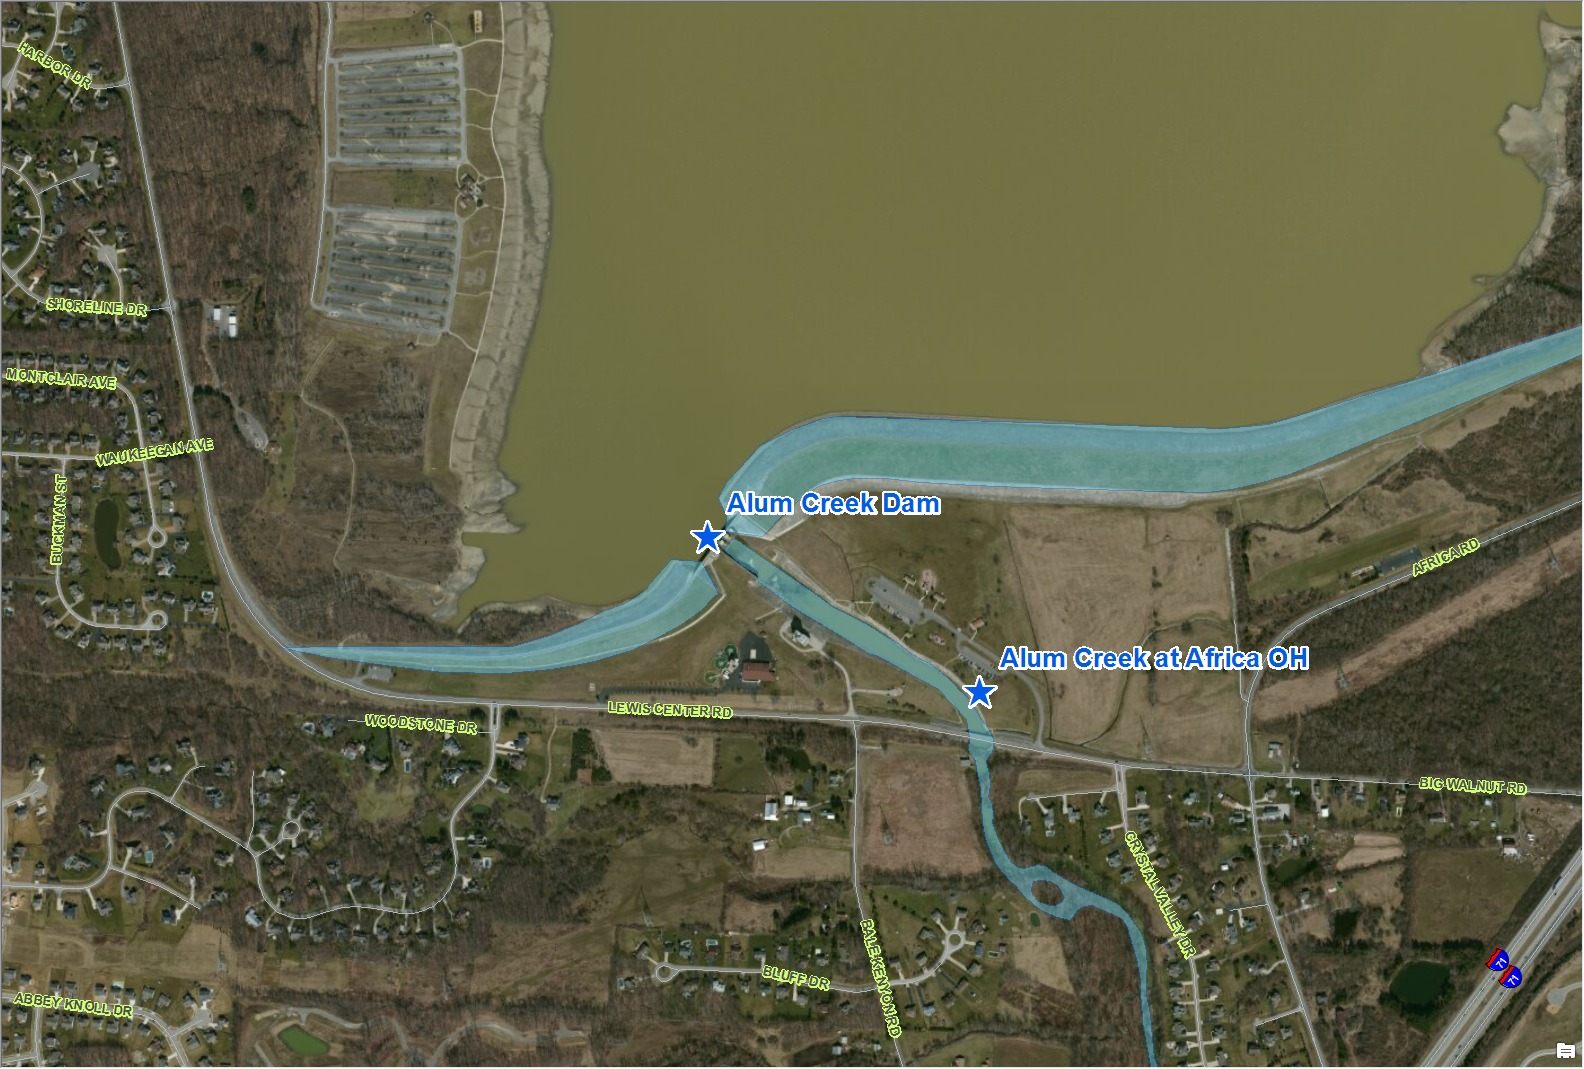 HARBOR DR
SHORELINE DR
MONTCLAIR AVE
WAUKEEGAN AVE
BUCKMAN ST
Alum Creek Dam
AFRICA RD
Alum Creek at Africa OH
LEWIS CENTER RD
WOODSTONE DR
BIG WALNUT RD
CRYSTAL VALLEY DR
BALE KENYON RD
BLUFF DR
ABBEY KNOLL DR
71
71